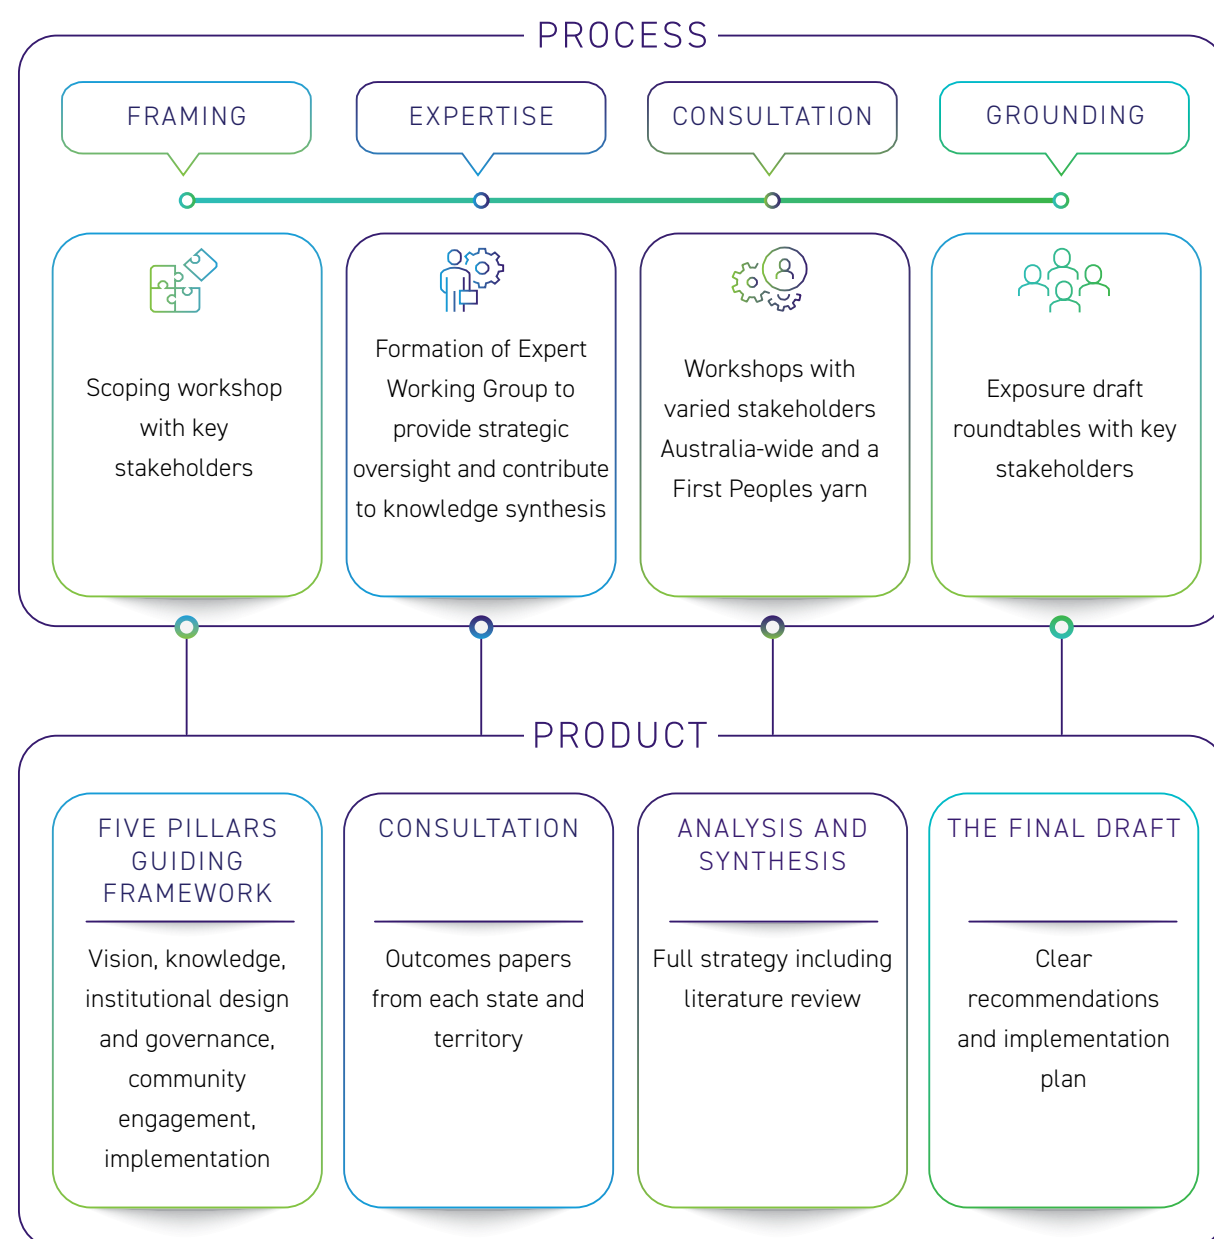 PROCESS
FRAMING
EXPERTISE
CONSULTATION
GROUNDING
Scoping workshop
with key
stakeholders
Formation of Expert
Working Group to
provide strategic
oversight and contribute
to knowledge synthesis
Workshops with
varied stakeholders
Australia-wide and a
First Peoples yarn
Exposure draft
roundtables with key
stakeholders
PRODUCT
FIVE PILLARS
GUIDING
FRAMEWORK
Vision, knowledge,
institutional design
and governance,
community
engagement,
implementation
CONSULTATION
Outcomes papers
from each state and
territory
ANALYSIS AND
SYNTHESIS
Full strategy including
literature review
THE FINAL DRAFT
Clear
recommendations
and implementation
plan